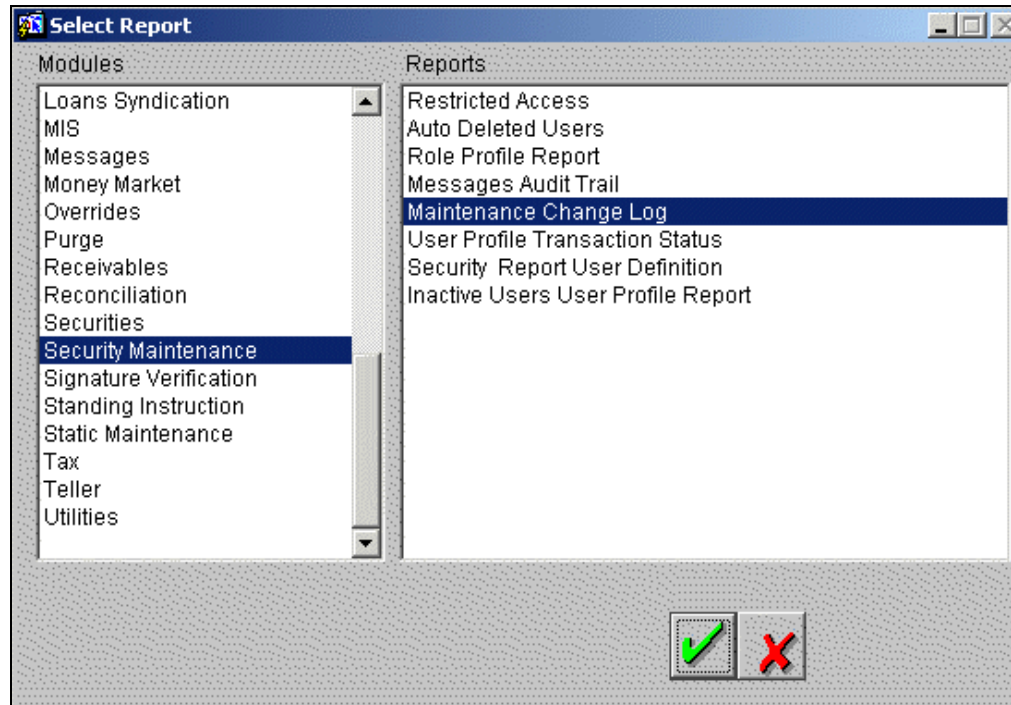 Select Report
Modules
Loans Syndication
MIS
Messages
Money Market
Overrides
Purge
Receivables
Reconciliation
Securities
Security Maintenance
Signature Verification
Standing Instruction
Static Maintenance
Tax
Teller
Utilities
Reports
Restricted Access
Auto Deleted Users
Role Profile Report
Messages Audit Trail
Maintenance Change Log
User Profile Transaction Status
Security  Report User Definition
Inactive Users User Profile Report